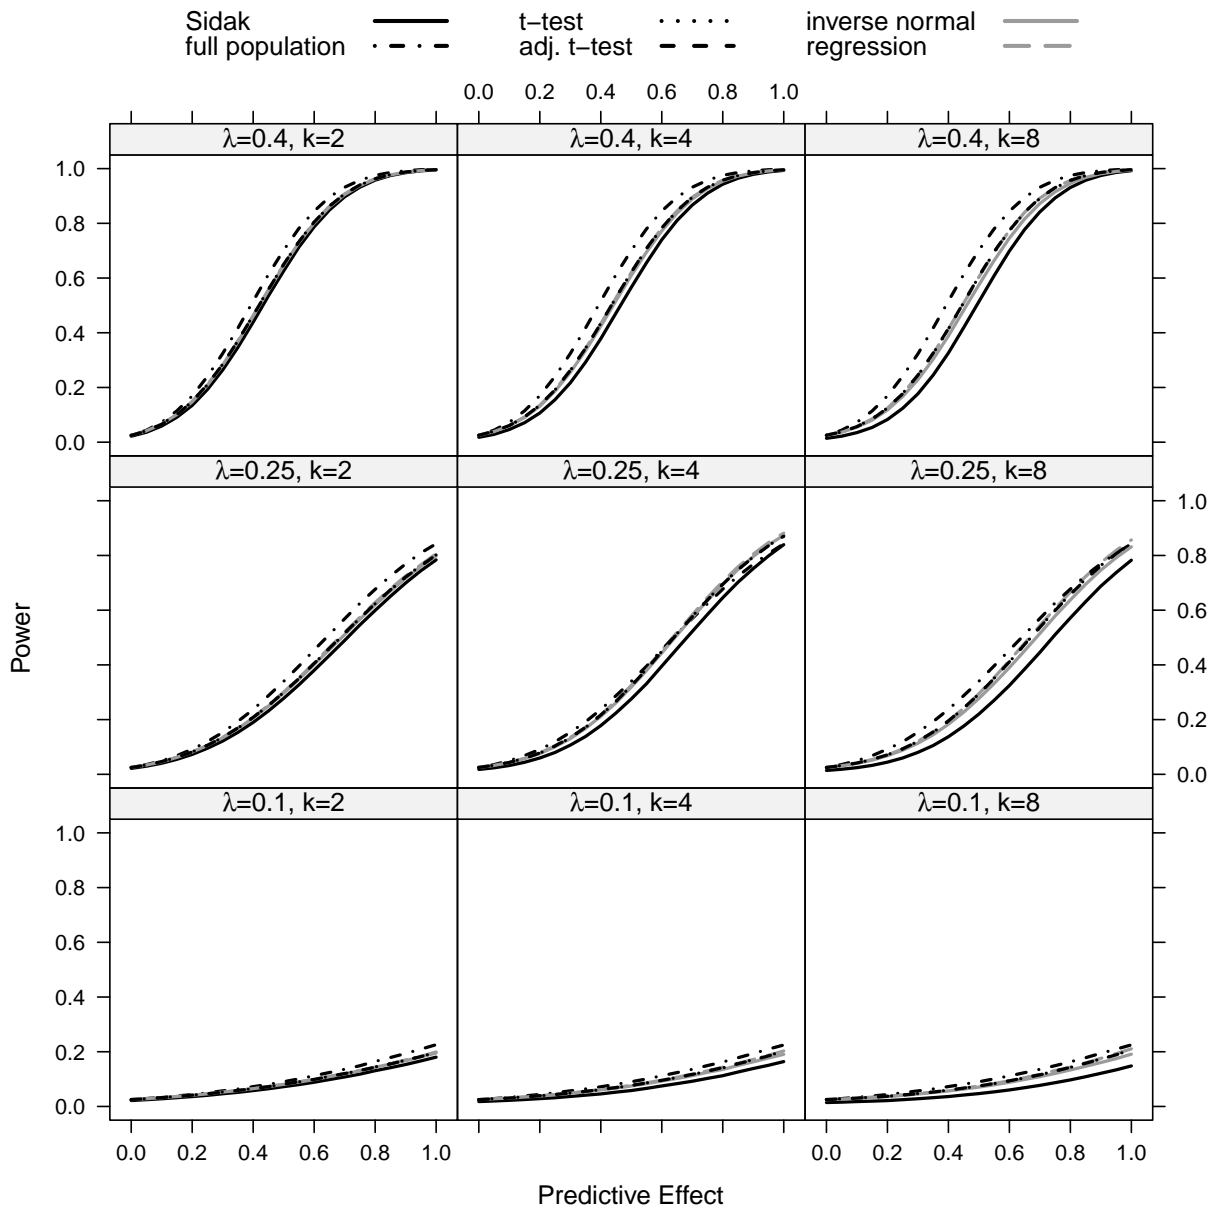 Sidak t−test inverse normal
full population adj. t−test regression
0.0 0.2 0.4 0.6 0.8 1.0
λ=0.4, k=2 λ=0.4, k=4 λ=0.4, k=8
1.0
0.8
0.6
0.4
0.2
0.0
λ=0.25, k=2 λ=0.25, k=4 λ=0.25, k=8
1.0
0.8
0.6
0.4
0.2
0.0
Power
λ=0.1, k=2 λ=0.1, k=4 λ=0.1, k=8
1.0
0.8
0.6
0.4
0.2
0.0
0.0 0.2 0.4 0.6 0.8 1.0 0.0 0.2 0.4 0.6 0.8 1.0
Predictive Effect